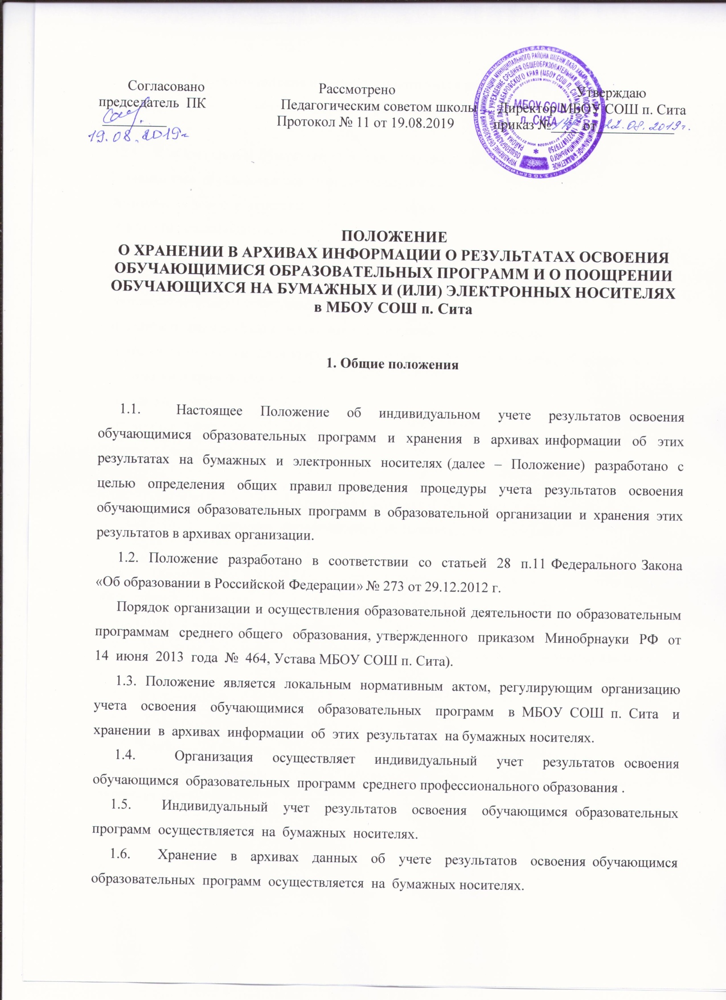 Согласовано
председатель ПК
19.08.2019г
Рассмотрено
Педагогическим советом школы
Протокол № 11 от 19.08.2019
Утверждаю
Директор МБОУ СОШ п. Сита
приказ № от 22.08.2019г.
МБОУ СОШ
п. СИТА
ПОЛОЖЕНИЕ
О ХРАНЕНИИ В АРХИВАХ ИНФОРМАЦИИ О РЕЗУЛЬТАТАХ ОСВОЕНИЯ
ОБУЧАЮЩИМИСЯ ОБРАЗОВАТЕЛЬНЫХ ПРОГРАММ И О ПООЩРЕНИИ
ОБУЧАЮЩИХСЯ НА БУМАЖНЫХ И (ИЛИ) ЭЛЕКТРОННЫХ НОСИТЕЛЯХ
в МБОУ СОШ п. Сита
1. Общие положения
1.1. Настоящее Положение об индивидуальном учете результатов освоения
обучающимися образовательных программ и хранения в архивах информации об этих
результатах на бумажных и электронных носителях (далее – Положение) разработано с
целью определения общих правил проведения процедуры учета результатов освоения
обучающимися образовательных программ в образовательной организации и хранения этих
результатов в архивах организации.
1.2. Положение разработано в соответствии со статьей 28 п.11 Федерального Закона
«Об образовании в Российской Федерации» № 273 от 29.12.2012 г.
Порядок организации и осуществления образовательной деятельности по образовательным
программам среднего общего образования, утвержденного приказом Минобрнауки РФ от
14 июня 2013 года № 464, Устава МБОУ СОШ п. Сита).
1.3. Положение является локальным нормативным актом, регулирующим организацию
учета освоения обучающимися образовательных программ в МБОУ СОШ п. Сита и
хранении в архивах информации об этих результатах на бумажных носителях.
1.4. Организация осуществляет индивидуальный учет результатов освоения
обучающимся образовательных программ среднего профессионального образования .
1.5. Индивидуальный учет результатов освоения обучающимся образовательных
программ осуществляется на бумажных носителях.
1.6. Хранение в архивах данных об учете результатов освоения обучающимся
образовательных программ осуществляется на бумажных носителях.